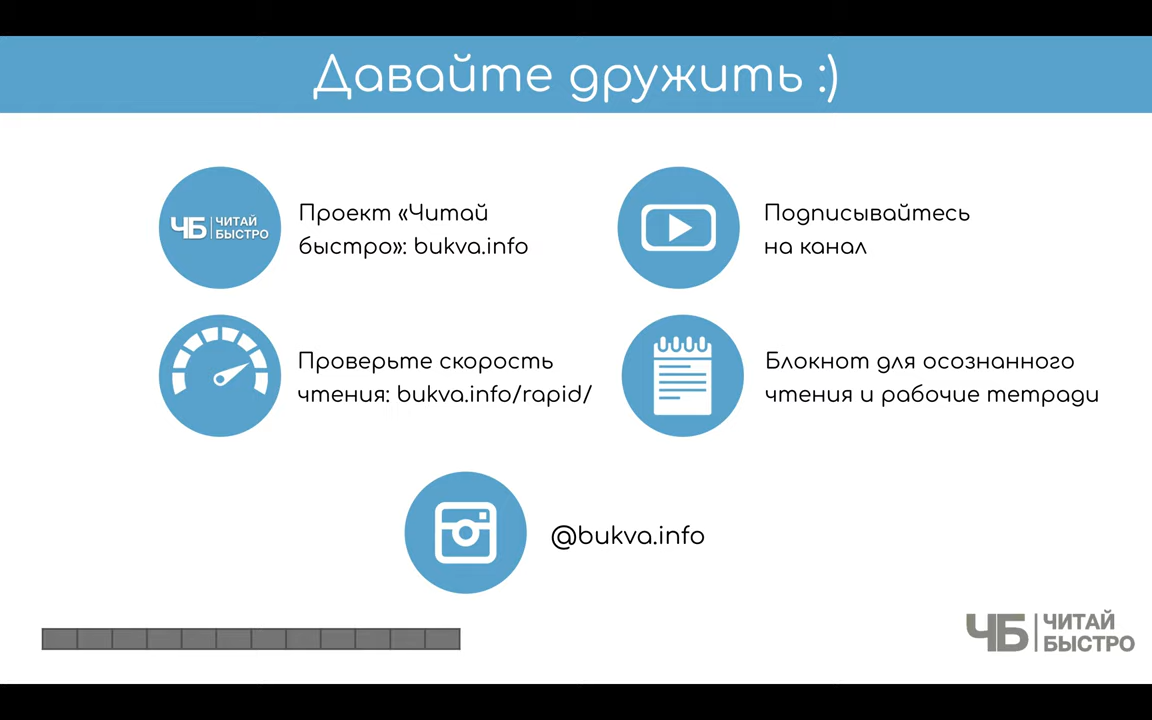 Давайте дружить :)
ЧБ ЧИТАЙ
БЫСТРО
Проект «Читай
быстро»: bukva.info
Подписывайтесь
на канал
Проверьте скорость
чтения: bukva.info/rapid/
Блокнот для осознанного
чтения и рабочие тетради
@bukva.info
ЧБ ЧИТАЙ
БЫСТРО